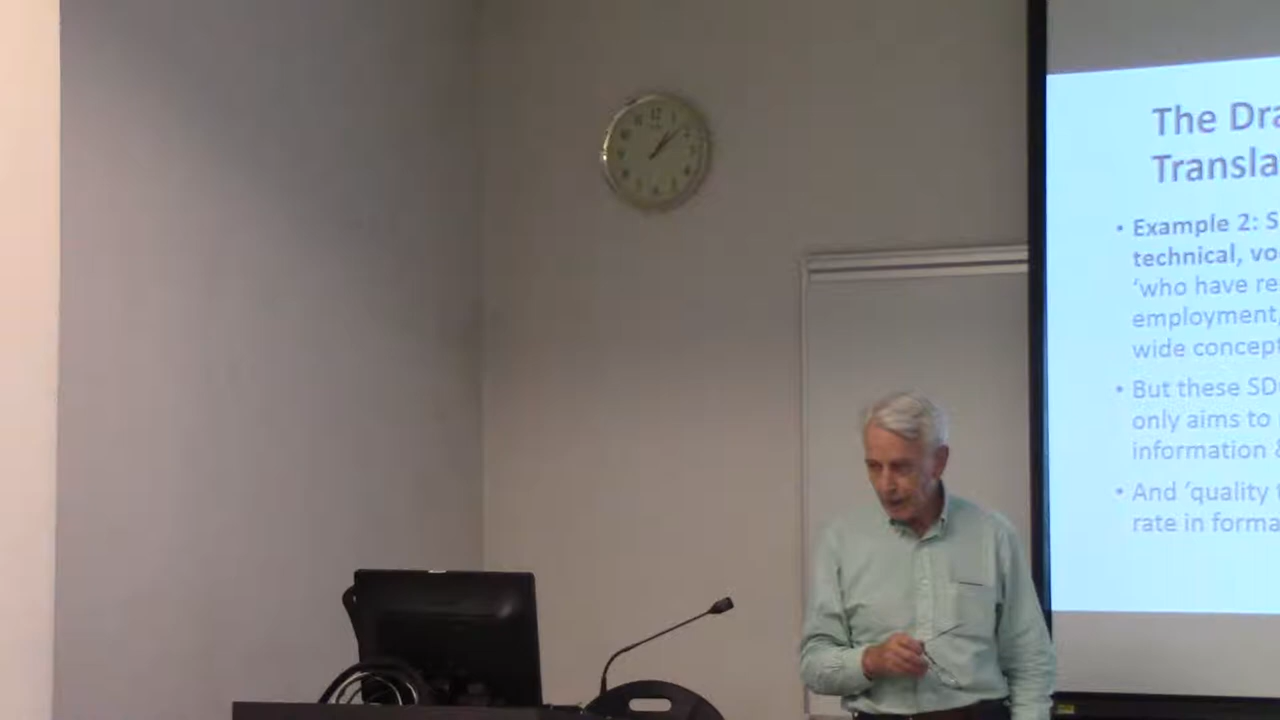 12
The Dra
Transla
• Example 2: S
technical, vo
‘who have re
employment,
wide concept
• But these SD
only aims to
information &
• And ‘quality t
rate in forma